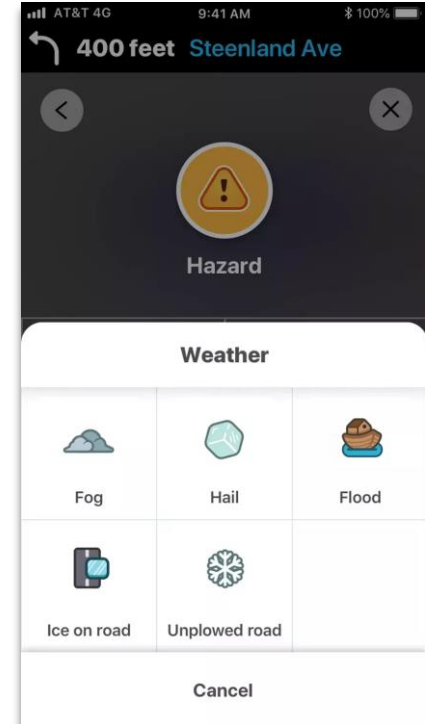 AT&T 4G 9:41 AM 100%
400 feet Steenland Ave
Hazard
Weather
Fog Hail Flood
Ice on road Unplowed road
Cancel